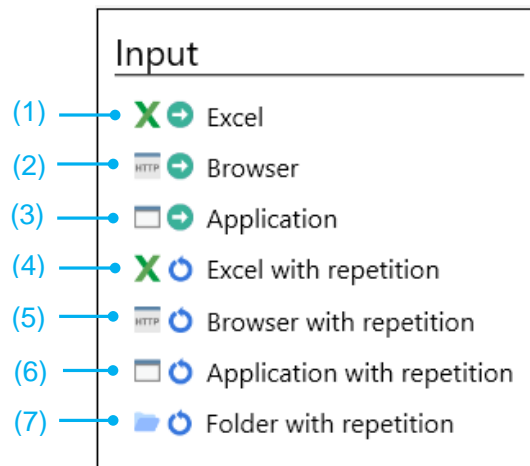 Input
(1) Excel
(2) HTTP Browser
(3) Application
(4) Excel with repetition
(5) HTTP Browser with repetition
(6) Application with repetition
(7) Folder with repetition